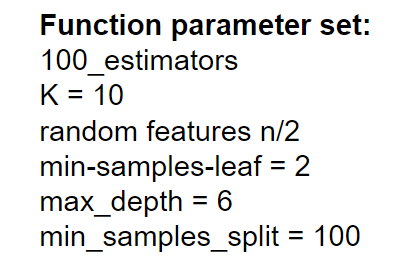 Function parameter set:
100_estimators
K = 10
random features n/2
min-samples-leaf = 2
max_depth = 6
min_samples_split = 100